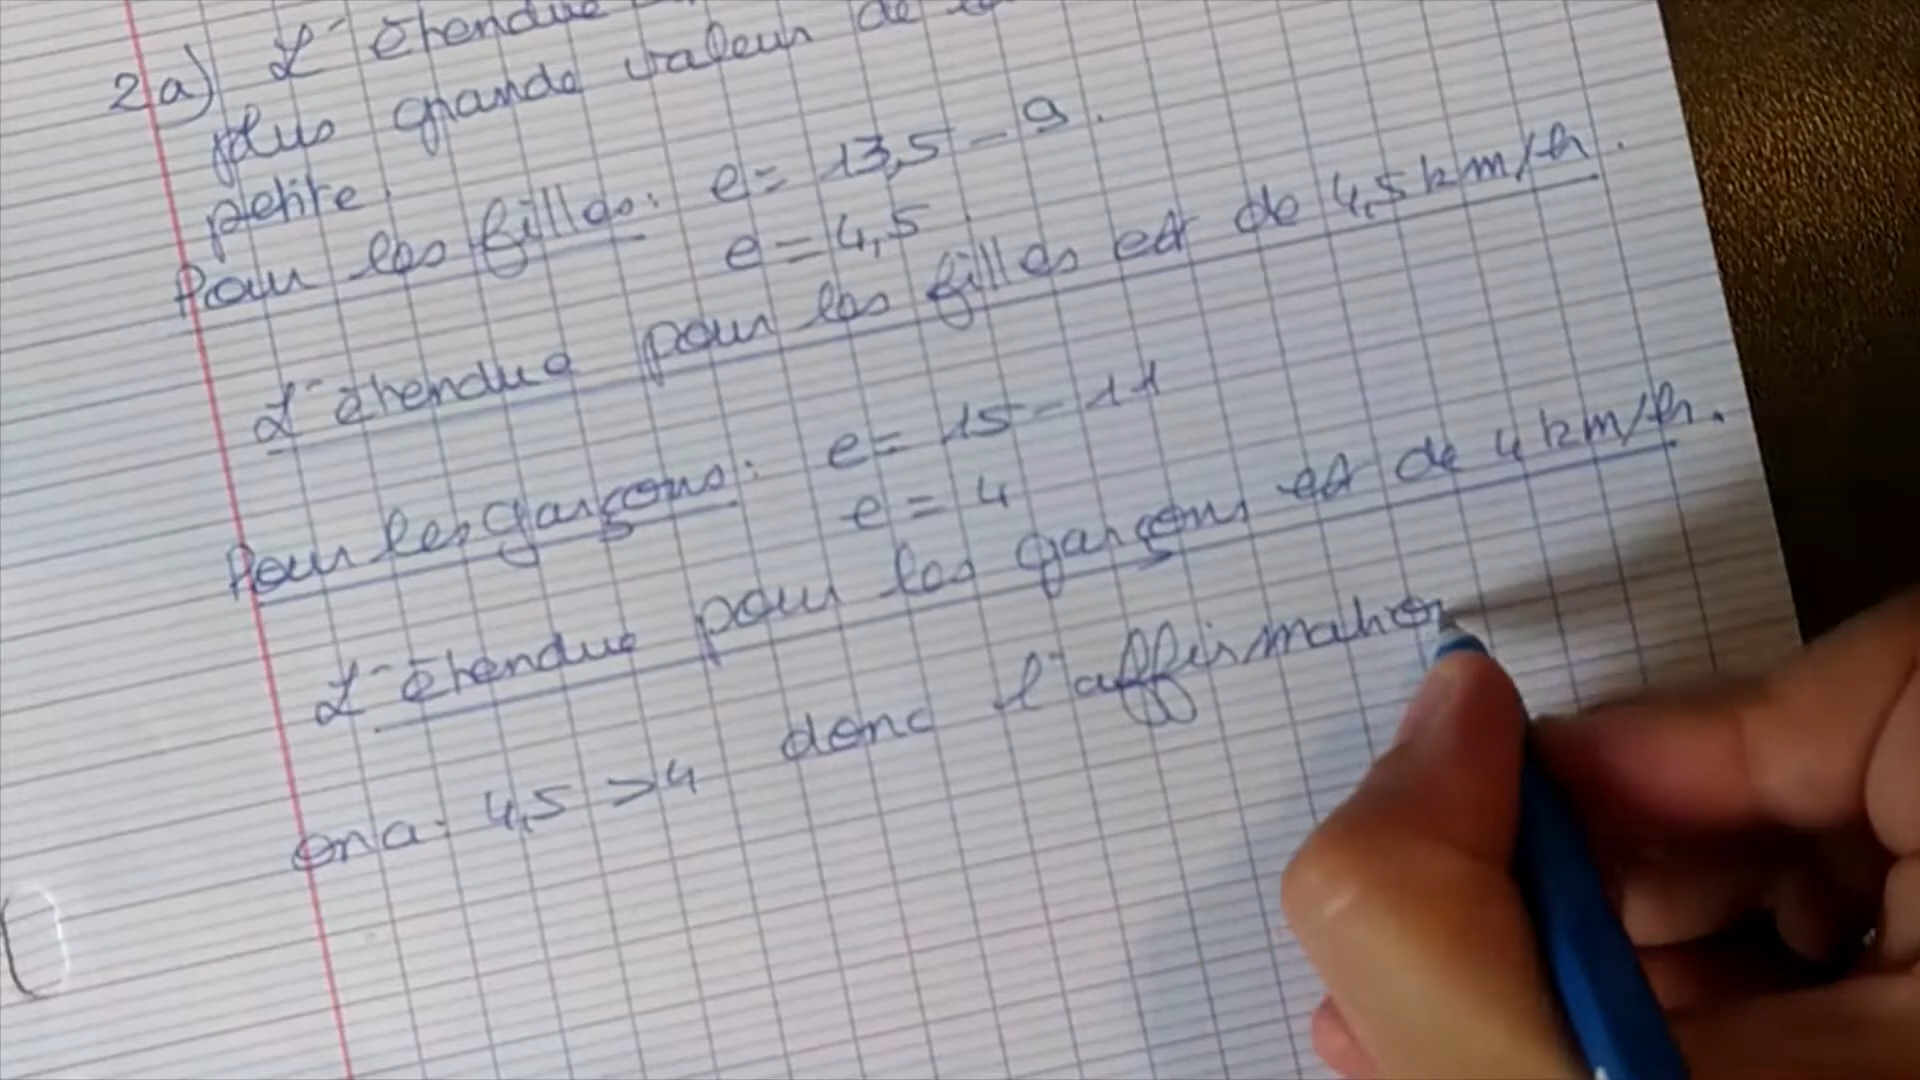 2a) L'étendue
plus grande valeur de la
petite.
Pour les filles: e = 13,5 - 9.
e = 4,5.
L'étendue pour les filles est de 4,5 km/h.
Pour les garçons: e = 15 - 11
e = 4
L'étendue pour les garçons est de 4 km/h.
on a: 4,5 > 4 donc l'affirmation